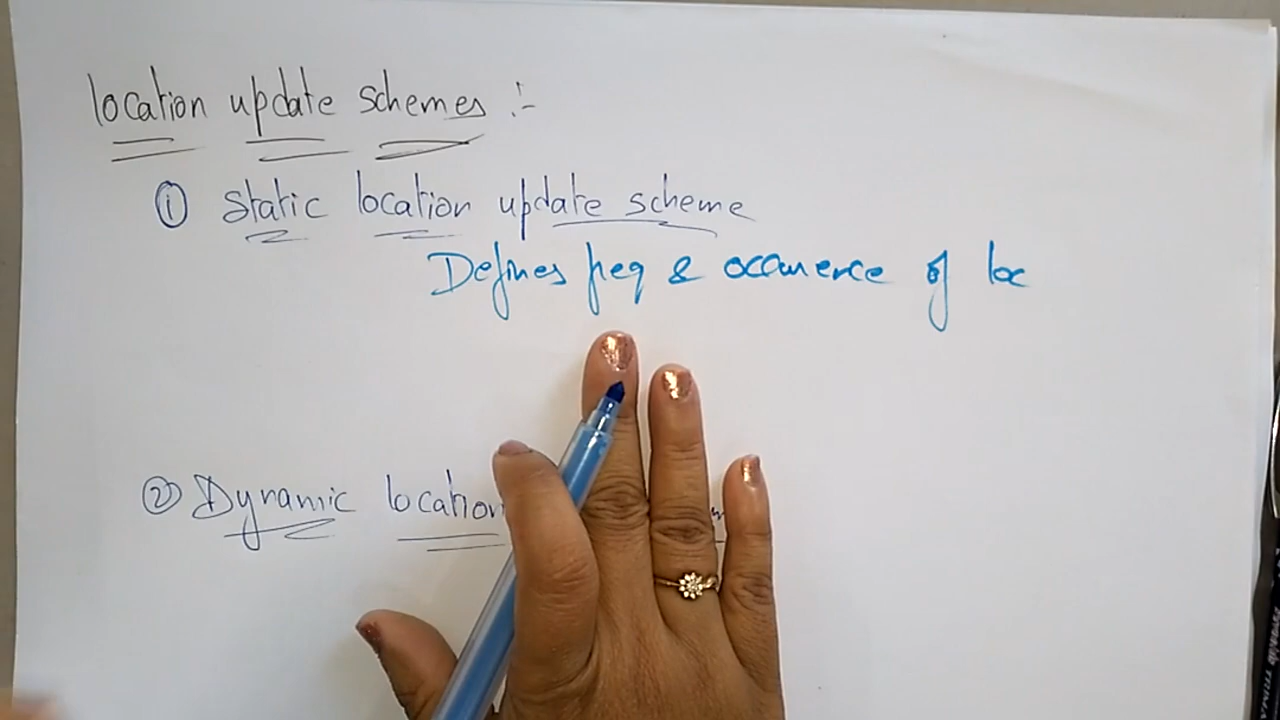 location update schemes :-
① static location update scheme
Defines freq & occurence of loc
② Dynamic location